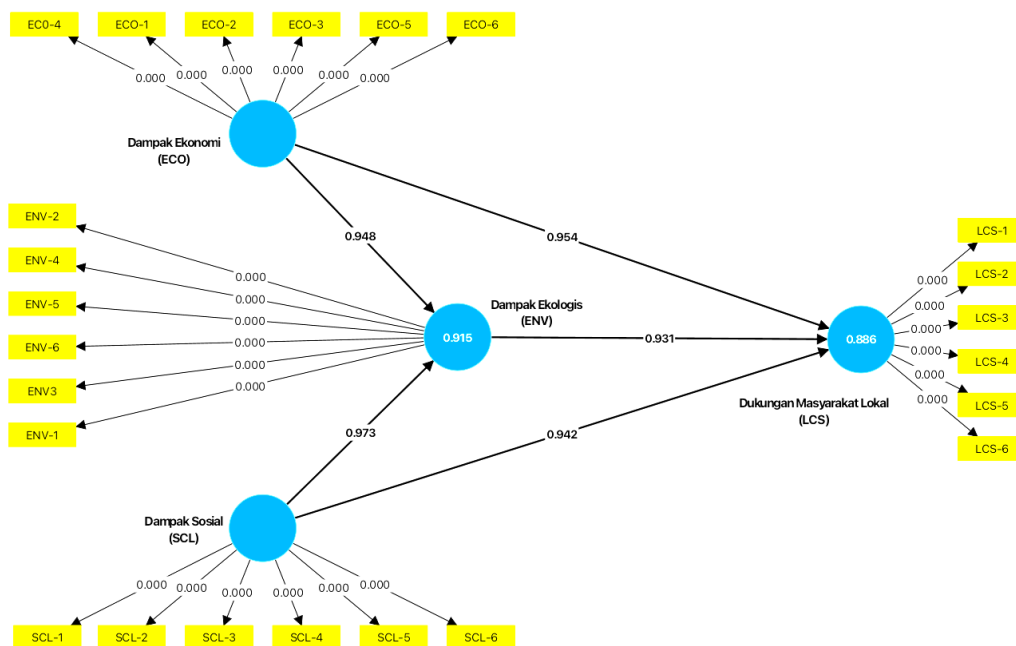 EC0-4
ECO-1
ECO-2
ECO-3
ECO-5
ECO-6
0.000
0.000
0.000
0.000
0.000
0.000
Dampak Ekonomi
(ECO)
ENV-2
ENV-4
ENV-5
ENV-6
ENV3
ENV-1
0.000
0.000
0.000
0.000
0.000
0.000
0.948
0.954
0.915
Dampak Ekologis
(ENV)
0.931
0.973
0.942
0.886
Dukungan Masyarakat Lokal
(LCS)
0.000
0.000
0.000
0.000
0.000
0.000
LCS-1
LCS-2
LCS-3
LCS-4
LCS-5
LCS-6
Dampak Sosial
(SCL)
0.000
0.000
0.000
0.000
0.000
0.000
SCL-1
SCL-2
SCL-3
SCL-4
SCL-5
SCL-6